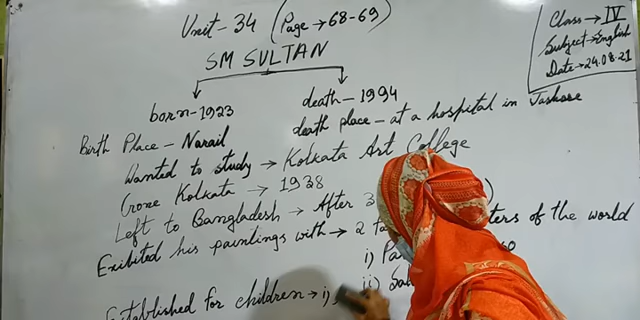 Unit-34 (Page → 68-69)
Class → IV
Subject → English
Date → 24.08.21
SM SULTAN
born-1923
death-1994
Birth Place - Narail
death place - at a hospital in Jashore
Wanted to study → Kolkata Art College
Gone Kolkata → 1938
Left to Bangladesh → After 3
Exibited his paintings with → 2 of the world
i)
ii)
Established for children → i)